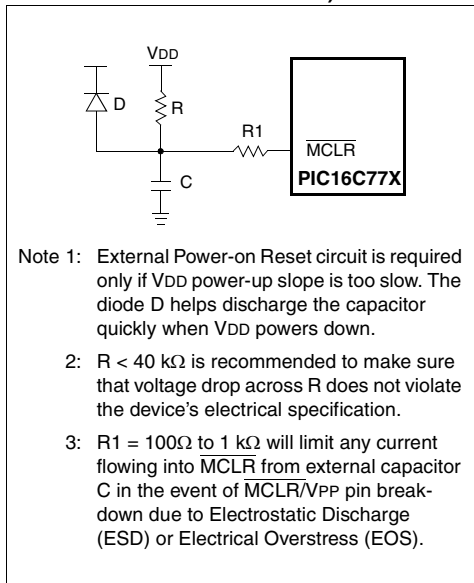 VDD
D
R
R1
MCLR
PIC16C77X
C
Note 1: External Power-on Reset circuit is required
only if VDD power-up slope is too slow. The
diode D helps discharge the capacitor
quickly when VDD powers down.
2: R < 40 kΩ is recommended to make sure
that voltage drop across R does not violate
the device's electrical specification.
3: R1 = 100Ω to 1 kΩ will limit any current
flowing into MCLR from external capacitor
C in the event of MCLR/VPP pin break-
down due to Electrostatic Discharge
(ESD) or Electrical Overstress (EOS).